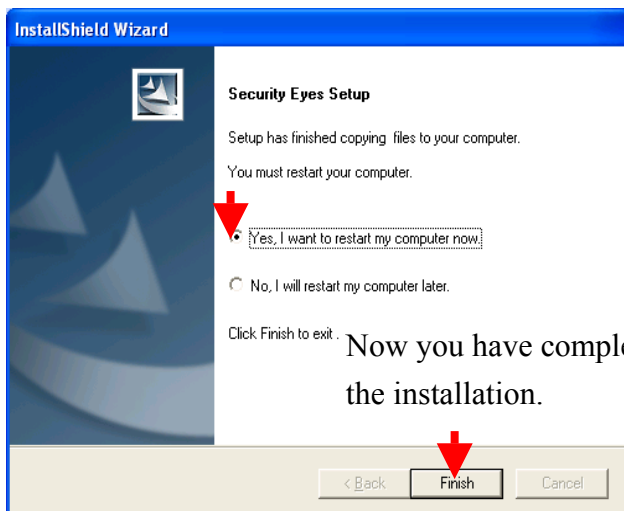 InstallShield Wizard
Security Eyes Setup
Setup has finished copying files to your computer.
You must restart your computer.
Yes, I want to restart my computer now.
No, I will restart my computer later.
Click Finish to exit .
Now you have comple
the installation.
< Back
Finish
Cancel